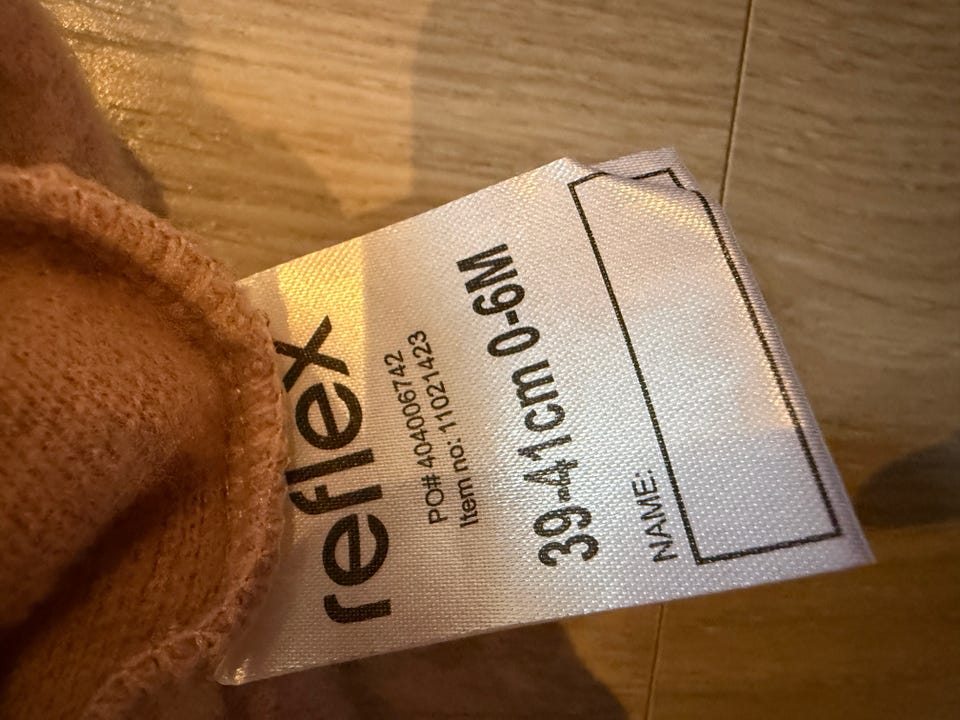 reflex
PO# 404006742
Item no: 11021423
39-41cm 0-6M
NAME: